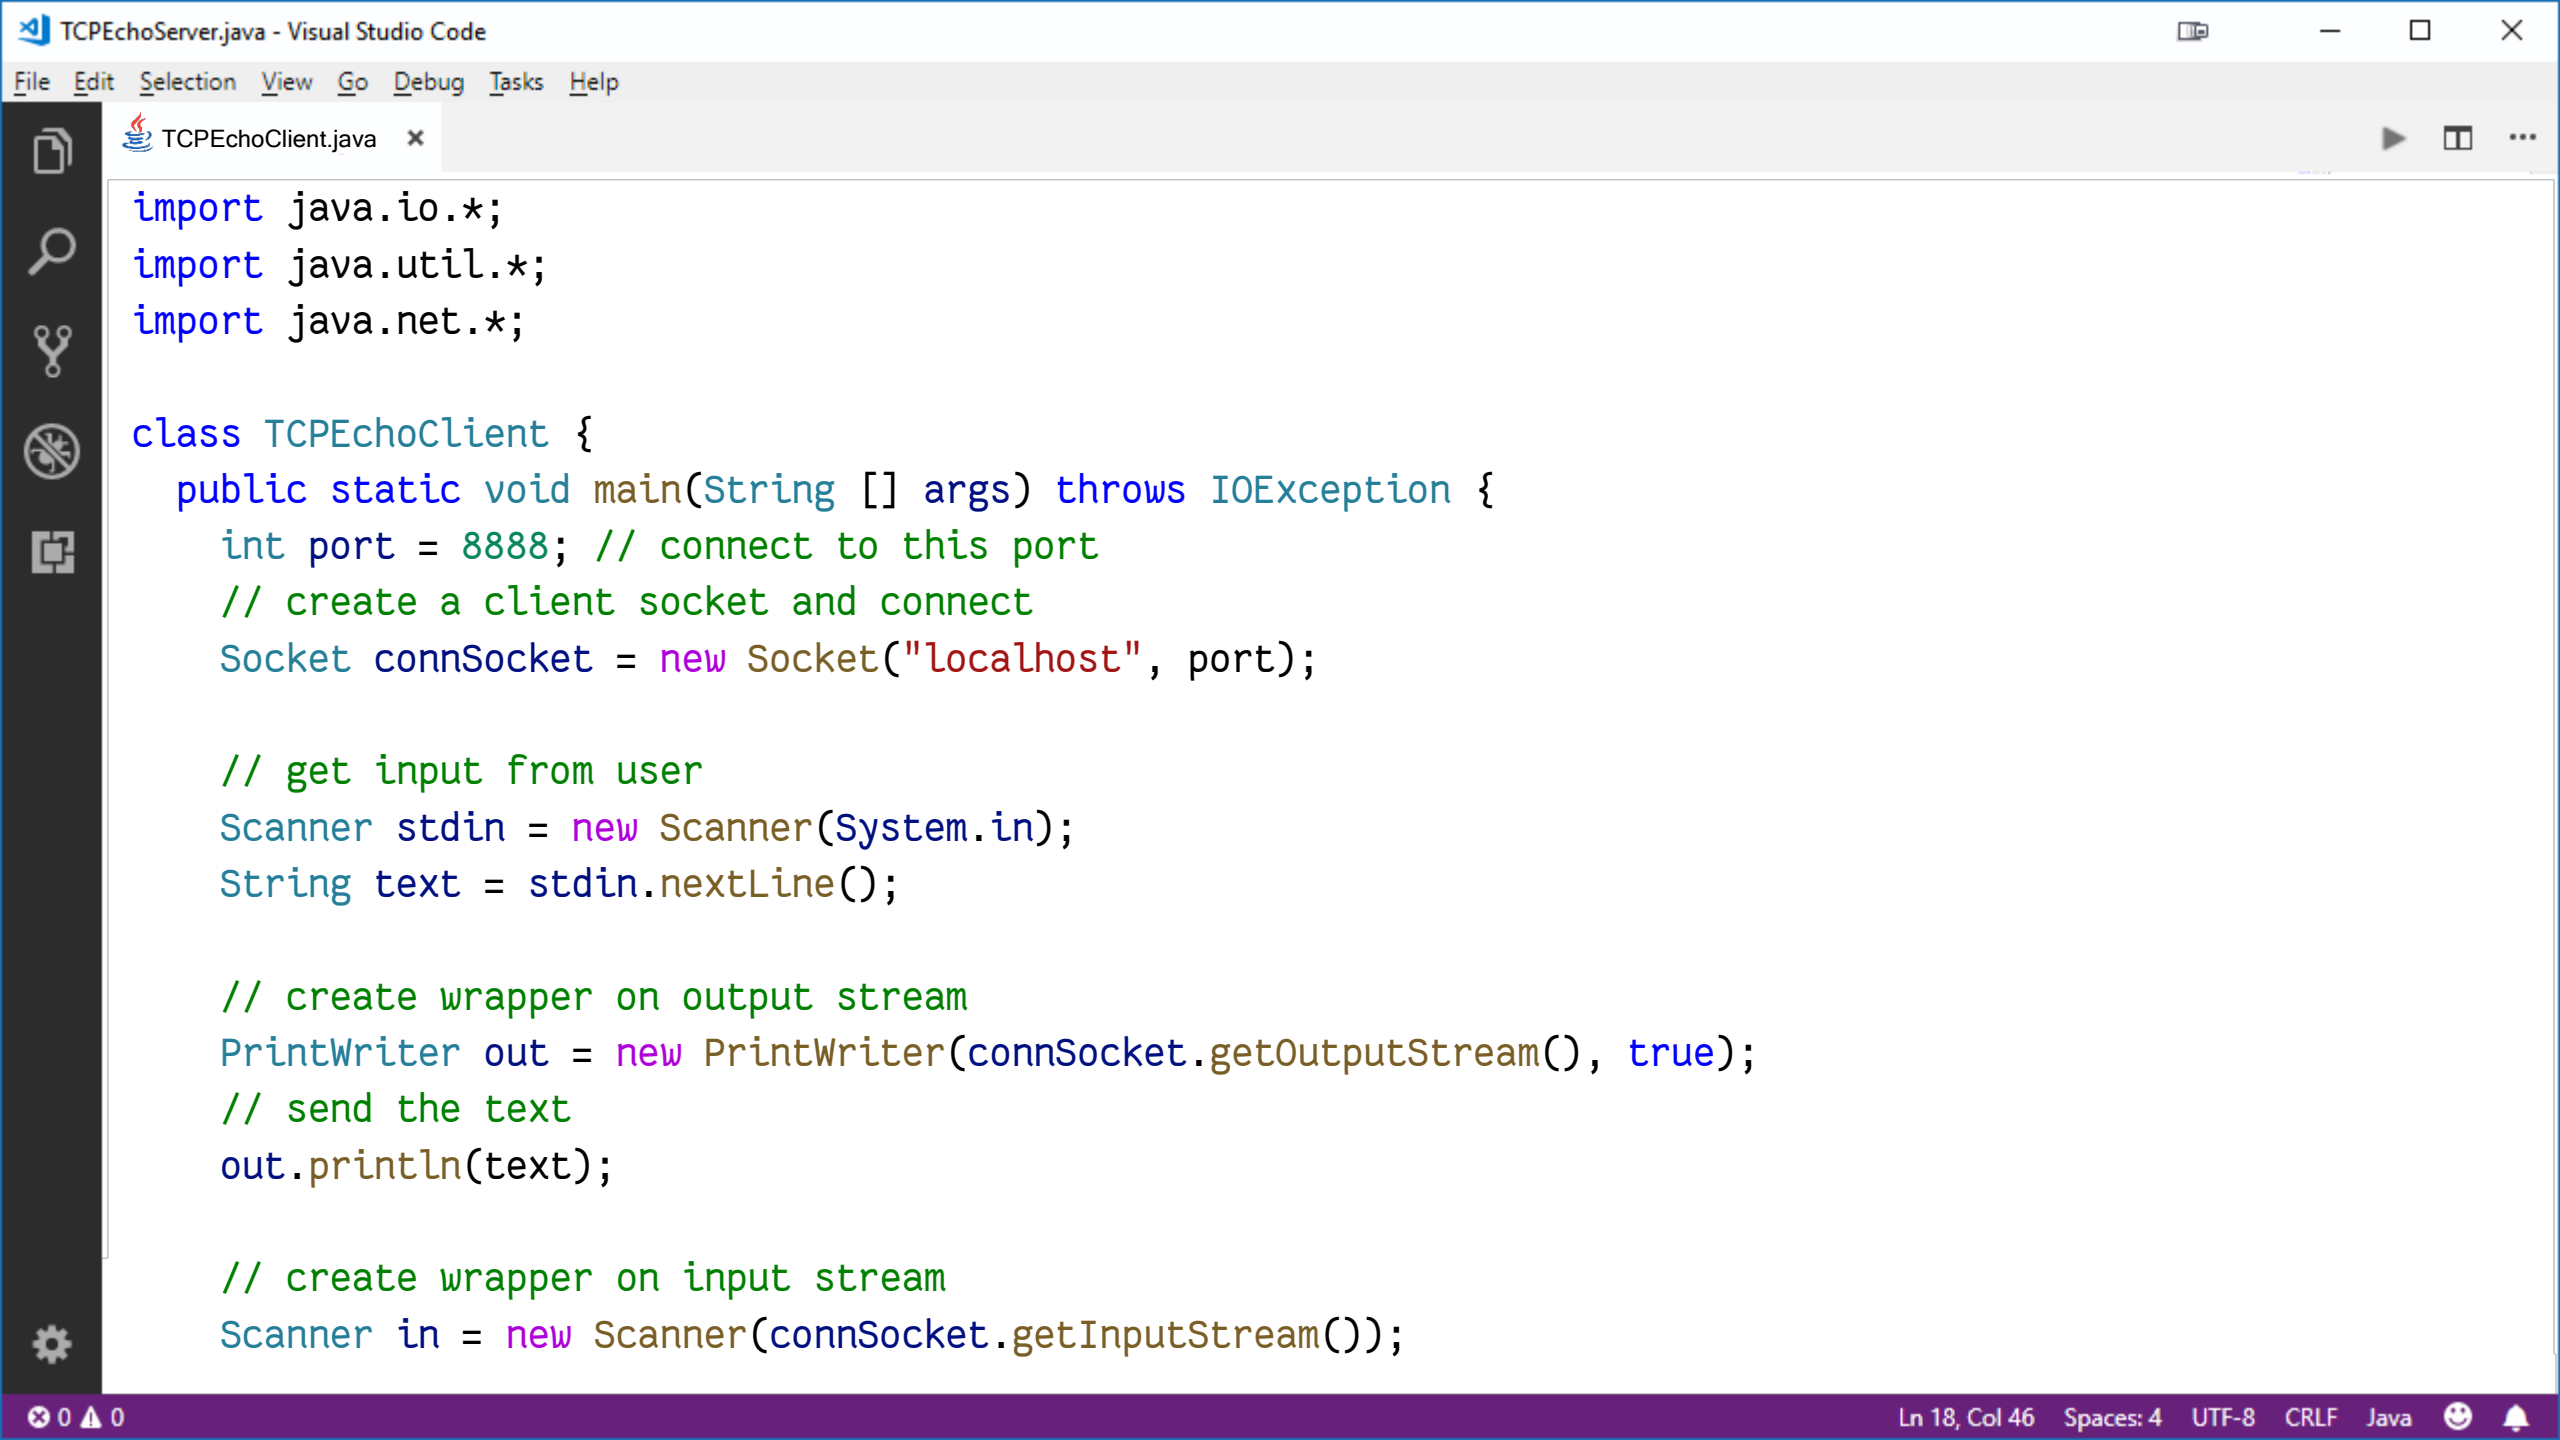 TCPEchoServer.java - Visual Studio Code
File Edit Selection View Go Debug Tasks Help
TCPEchoClient.java
import java.io.*;
import java.util.*;
import java.net.*;
class TCPEchoClient {
  public static void main(String [] args) throws IOException {
    int port = 8888; // connect to this port
    // create a client socket and connect
    Socket connSocket = new Socket("localhost", port);
    // get input from user
    Scanner stdin = new Scanner(System.in);
    String text = stdin.nextLine();
    // create wrapper on output stream
    PrintWriter out = new PrintWriter(connSocket.getOutputStream(), true);
    // send the text
    out.println(text);
    // create wrapper on input stream
    Scanner in = new Scanner(connSocket.getInputStream());
0 0 Ln 18, Col 46 Spaces: 4 UTF-8 CRLF Java